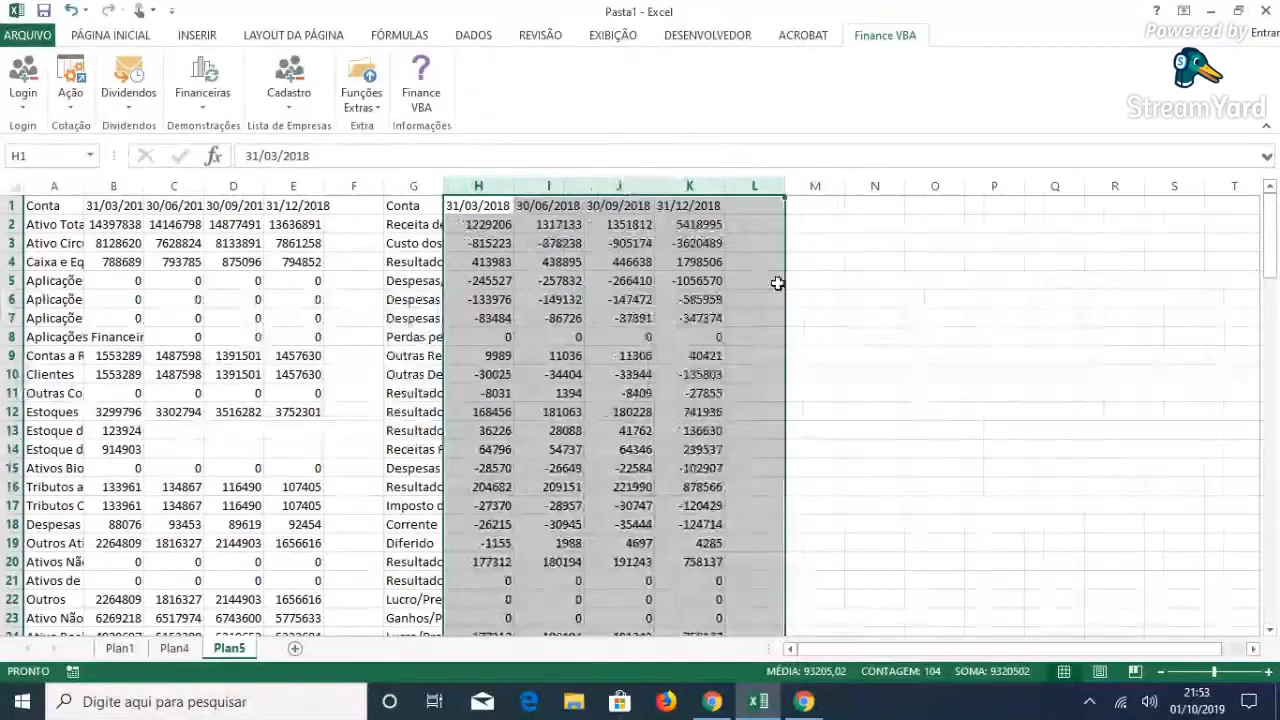 Pasta1 - Excel
ARQUIVO PÁGINA INICIAL INSERIR LAYOUT DA PÁGINA FÓRMULAS DADOS REVISÃO EXIBIÇÃO DESENVOLVEDOR ACROBAT Finance VBA Entrar
Powered by
StreamYard
Login Ação Dividendos Financeiras Cadastro Funções Extras Finance VBA
Login Cotação Dividendos Demonstrações Lista de Empresas Extra Informações
H1 fx 31/03/2018
A B C D E F G H I J K L M N O P Q R S T
1 Conta 31/03/201 30/06/201 30/09/201 31/12/2018 Conta 31/03/2018 30/06/2018 30/09/2018 31/12/2018
2 Ativo Tota 14397838 14146798 14877491 13636891 Receita de 1229206 1317133 1351812 5418995
3 Ativo Circ 8128620 7628824 8133891 7861258 Custo dos -815223 -878238 -905174 -3620489
4 Caixa e Eq 788689 793785 875096 794852 Resultado 413983 438895 446638 1798506
5 Aplicaçõe 0 0 0 0 Despesas, -245527 -257832 -266410 -1056570
6 Aplicaçõe 0 0 0 0 Despesas -133976 -149132 -147472 -585959
7 Aplicaçõe 0 0 0 0 Despesas -83484 -86726 -87891 -347374
8 Aplicações Financeir 0 0 0 Perdas pe 0 0 0 0
9 Contas a R 1553289 1487598 1391501 1457630 Outras Re 9989 11036 11366 40421
10 Clientes 1553289 1487598 1391501 1457630 Outras De -30025 -34404 -33944 -135803
11 Outras Co 0 0 0 0 Resultado -8031 1394 -8409 -27855
12 Estoques 3299796 3302794 3516282 3752301 Resultado 168456 181063 180228 741936
13 Estoque d 123924 Resultado 36226 28088 41762 136630
14 Estoque d 914903 Receitas F 64796 54737 64346 239537
15 Ativos Bio 0 0 0 0 Despesas -28570 -26649 -22584 -102907
16 Tributos a 133961 134867 116490 107405 Resultado 204682 209151 221990 878566
17 Tributos C 133961 134867 116490 107405 Imposto d -27370 -28957 -30747 -120429
18 Despesas 88076 93453 89619 92454 Corrente -26215 -30945 -35444 -124714
19 Outros Ati 2264809 1816327 2144903 1656616 Diferido -1155 1988 4697 4285
20 Ativos Nã 0 0 0 0 Resultado 177312 180194 191243 758137
21 Ativos de 0 0 0 0 Resultado 0 0 0 0
22 Outros 2264809 1816327 2144903 1656616 Lucro/Pre 0 0 0 0
23 Ativo Não 6269218 6517974 6743600 5775633 Ganhos/P 0 0 0 0
Plan1 Plan4 Plan5
PRONTO MÉDIA: 93205,02 CONTAGEM: 104 SOMA: 9320502
Digite aqui para pesquisar
21:53
01/10/2019